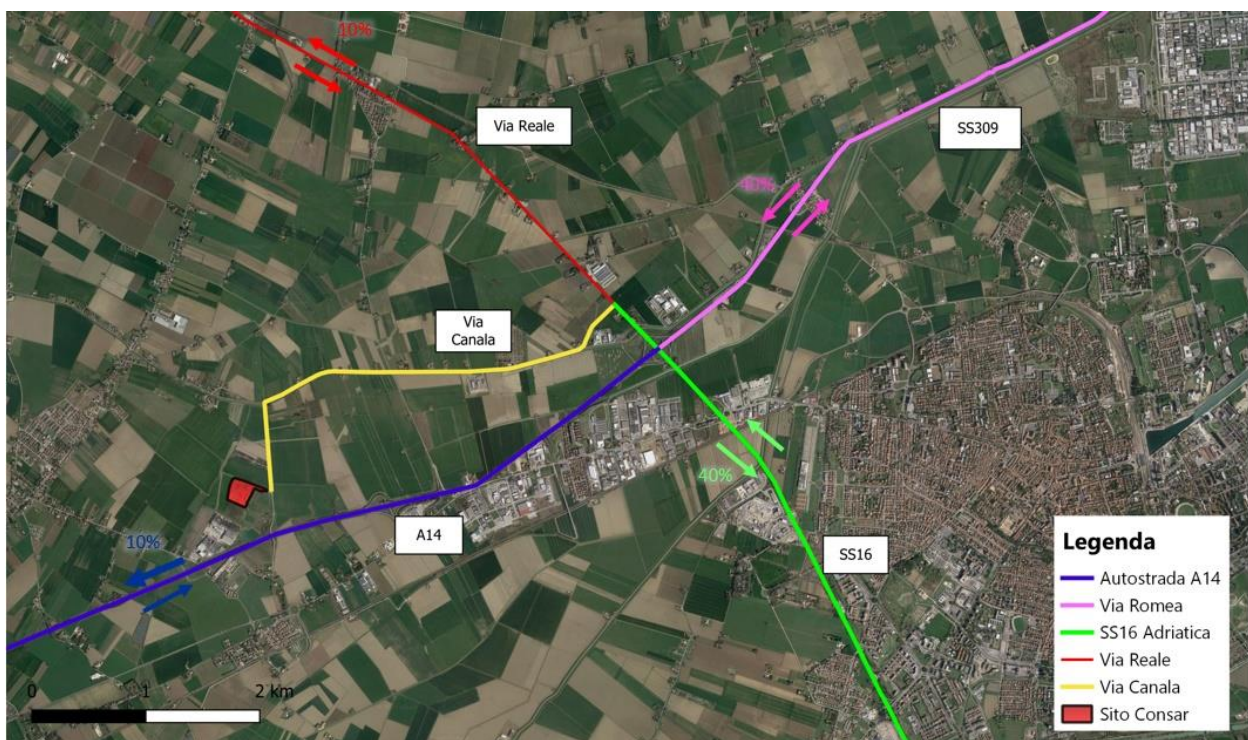 10%
Via Reale
SS309
40%
Via
Canala
40%
A14
10%
SS16
0 1 2 km
Legenda
Autostrada A14
Via Romea
SS16 Adriatica
Via Reale
Via Canala
Sito Consar